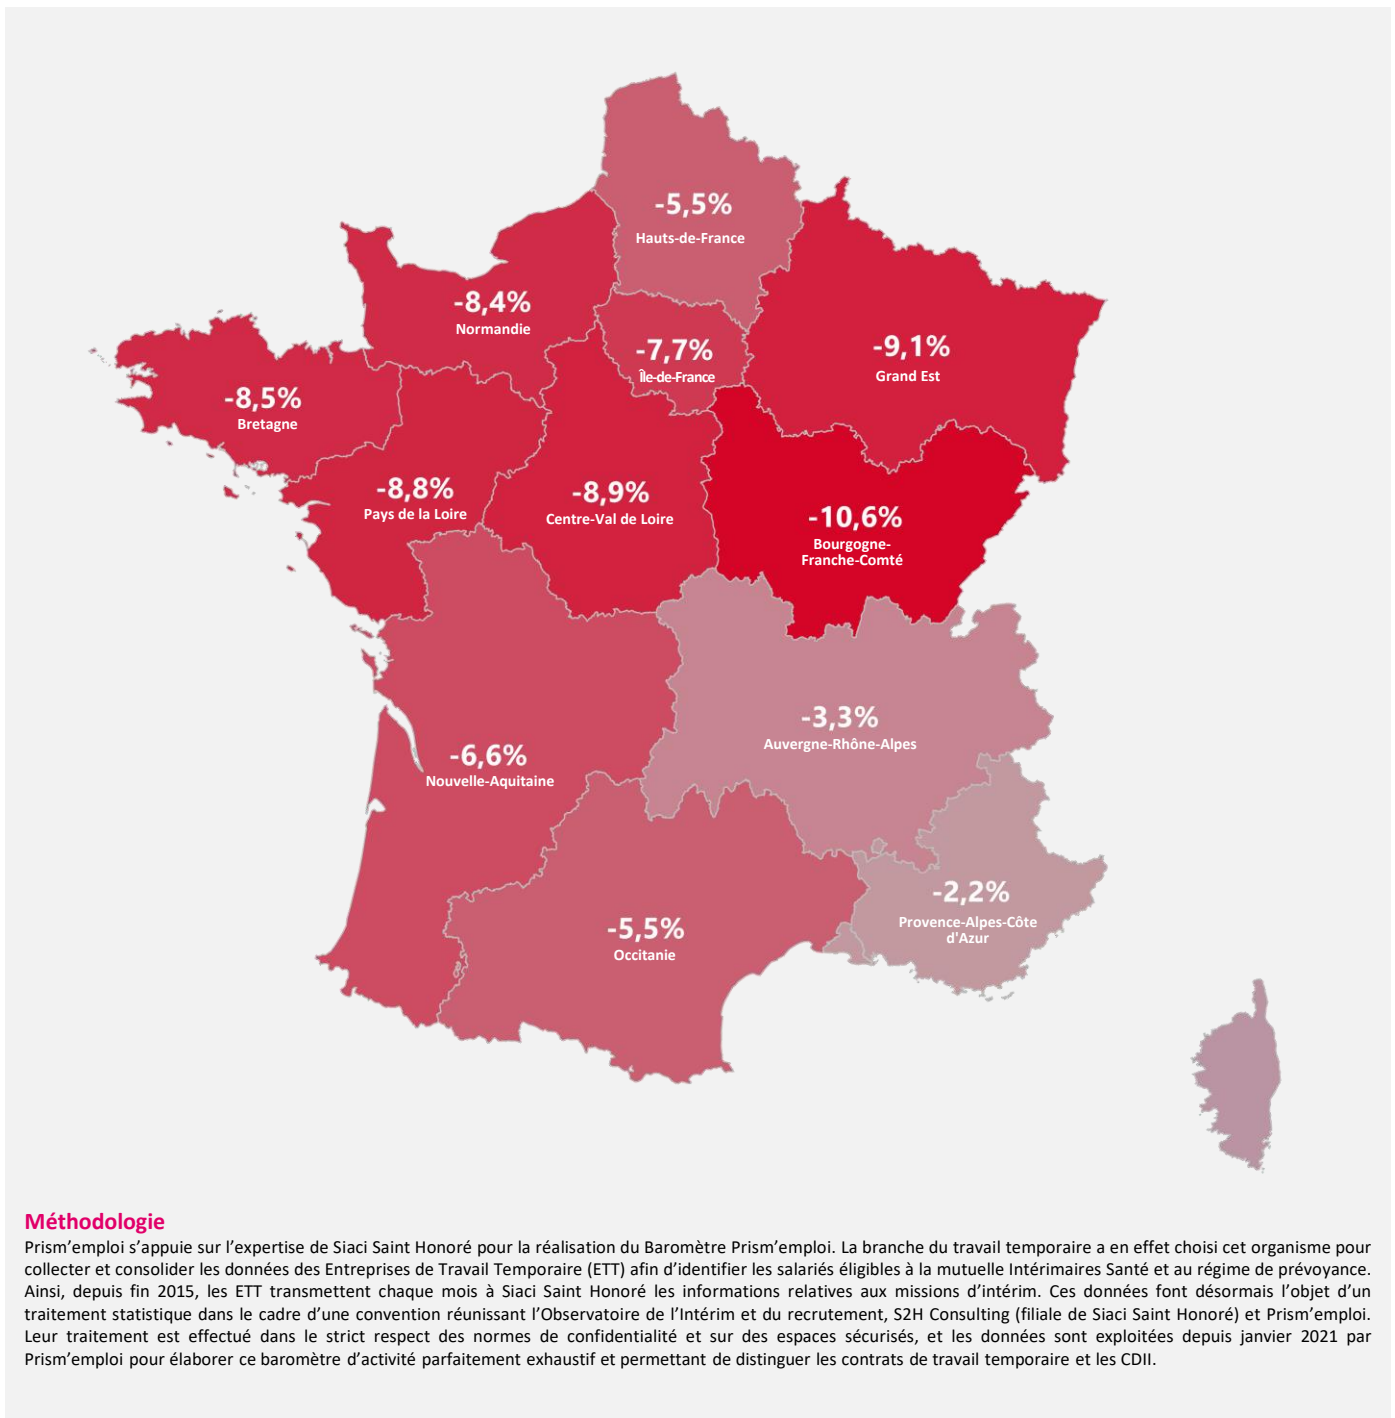 -5,5%
Hauts-de-France
-8,4%
Normandie
-7,7%
Île-de-France
-9,1%
Grand Est
-8,5%
Bretagne
-8,8%
Pays de la Loire
-8,9%
Centre-Val de Loire
-10,6%
Bourgogne-
Franche-Comté
-3,3%
Auvergne-Rhône-Alpes
-6,6%
Nouvelle-Aquitaine
-2,2%
Provence-Alpes-Côte
d'Azur
-5,5%
Occitanie
Méthodologie
Prism’emploi s’appuie sur l’expertise de Siaci Saint Honoré pour la réalisation du Baromètre Prism’emploi. La branche du travail temporaire a en effet choisi cet organisme pour
collecter et consolider les données des Entreprises de Travail Temporaire (ETT) afin d’identifier les salariés éligibles à la mutuelle Intérimaires Santé et au régime de prévoyance.
Ainsi, depuis fin 2015, les ETT transmettent chaque mois à Siaci Saint Honoré les informations relatives aux missions d’intérim. Ces données font désormais l’objet d’un
traitement statistique dans le cadre d’une convention réunissant l’Observatoire de l’Intérim et du recrutement, S2H Consulting (filiale de Siaci Saint Honoré) et Prism’emploi.
Leur traitement est effectué dans le strict respect des normes de confidentialité et sur des espaces sécurisés, et les données sont exploitées depuis janvier 2021 par
Prism’emploi pour élaborer ce baromètre d’activité parfaitement exhaustif et permettant de distinguer les contrats de travail temporaire et les CDII.